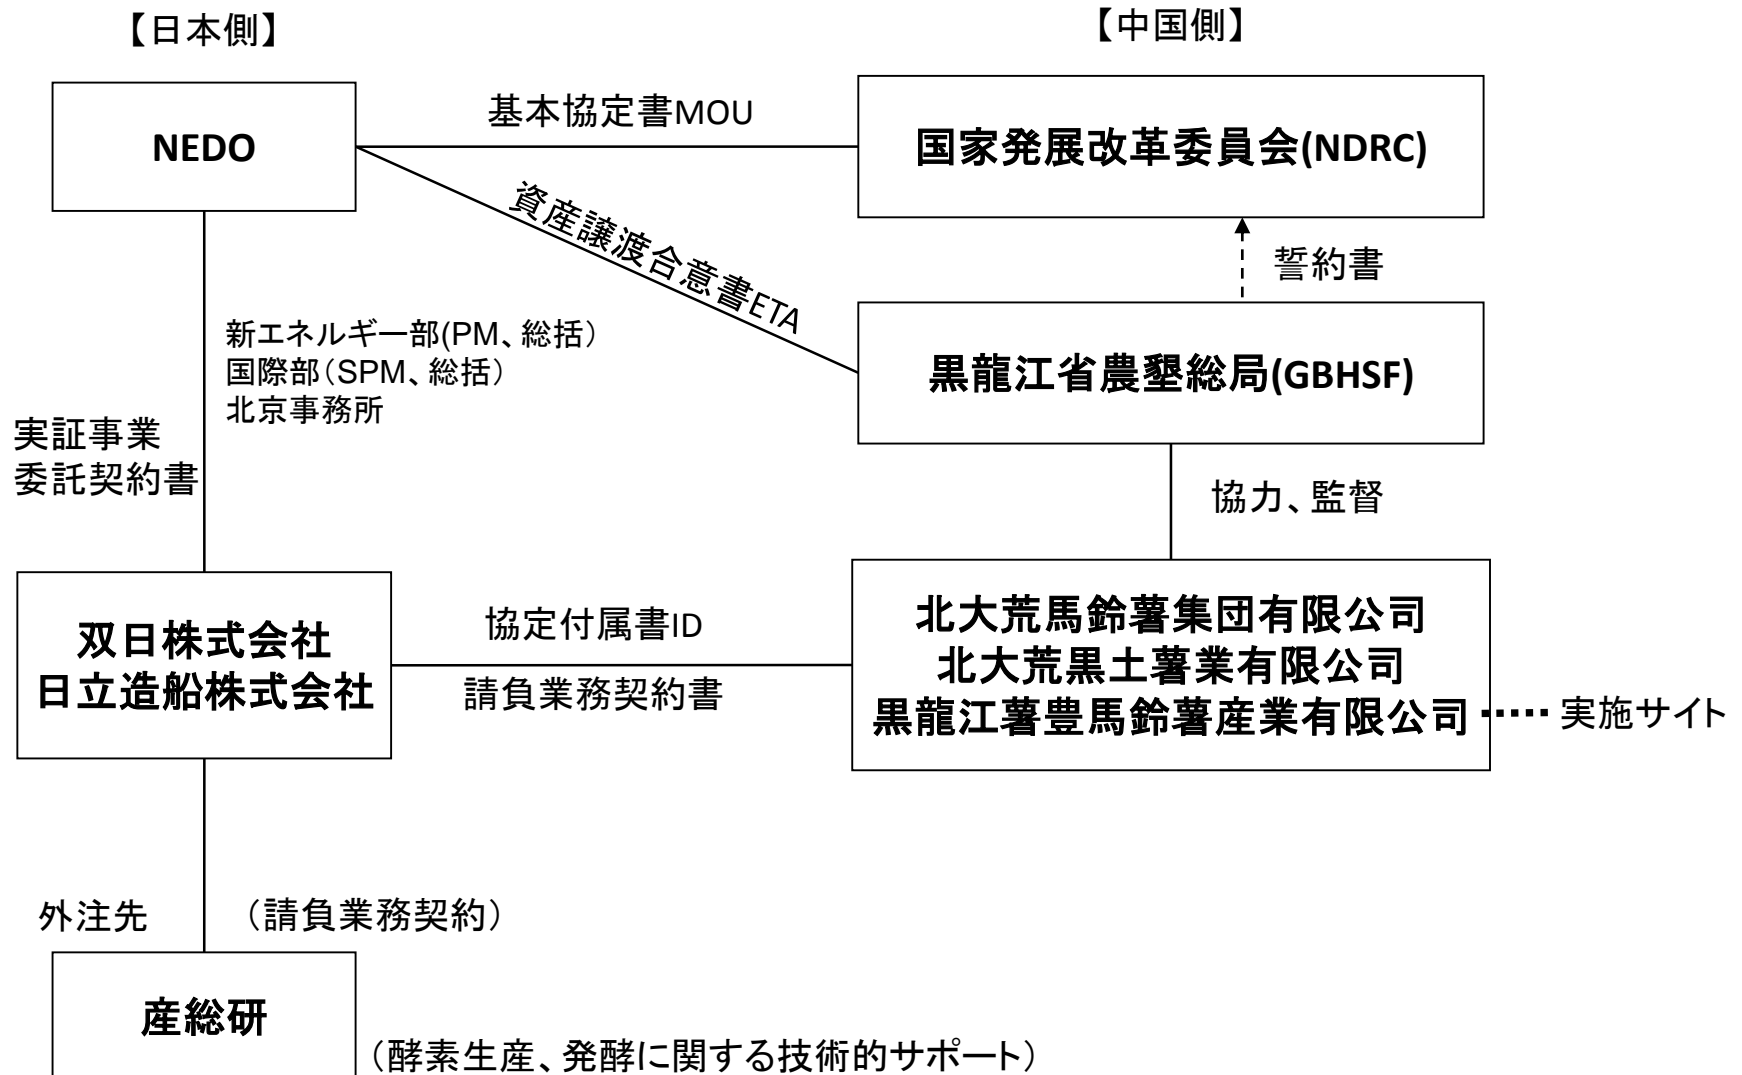 【日本側】
【中国側】
NEDO
基本協定書MOU
国家発展改革委員会(NDRC)
資産譲渡合意書ETA
誓約書
新エネルギー部(PM、総括）
国際部（SPM、総括）
北京事務所
黒龍江省農墾総局(GBHSF)
実証事業
委託契約書
協力、監督
双日株式会社
日立造船株式会社
協定付属書ID
請負業務契約書
北大荒馬鈴薯集団有限公司
北大荒黒土薯業有限公司
黒龍江薯豊馬鈴薯産業有限公司
実施サイト
外注先
（請負業務契約）
産総研
（酵素生産、発酵に関する技術的サポート）